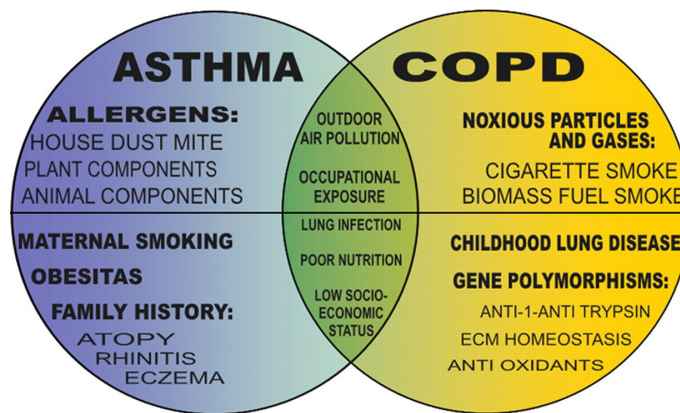 ASTHMA
ALLERGENS:
HOUSE DUST MITE
PLANT COMPONENTS
ANIMAL COMPONENTS
MATERNAL SMOKING
OBESITAS
FAMILY HISTORY:
ATOPY
RHINITIS
ECZEMA
OUTDOOR
AIR POLLUTION
OCCUPATIONAL
EXPOSURE
LUNG INFECTION
POOR NUTRITION
LOW SOCIO-
ECONOMIC
STATUS
COPD
NOXIOUS PARTICLES
AND GASES:
CIGARETTE SMOKE
BIOMASS FUEL SMOKE
CHILDHOOD LUNG DISEASE
GENE POLYMORPHISMS:
ANTI-1-ANTI TRYPSIN
ECM HOMEOSTASIS
ANTI OXIDANTS